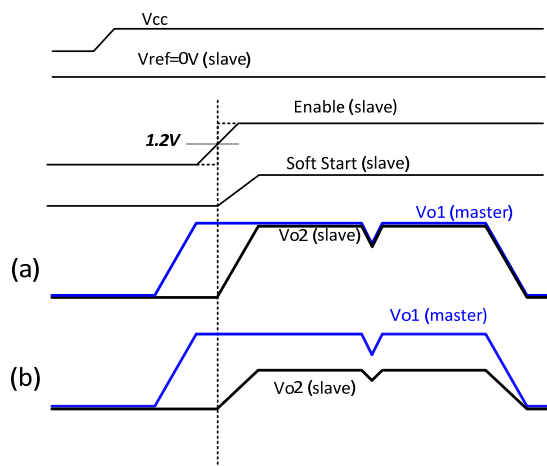 Vcc
Vref=0V (slave)
Enable (slave)
1.2V
Soft Start (slave)
Vo1 (master)
Vo2 (slave)
(a)
Vo1 (master)
(b)
Vo2 (slave)